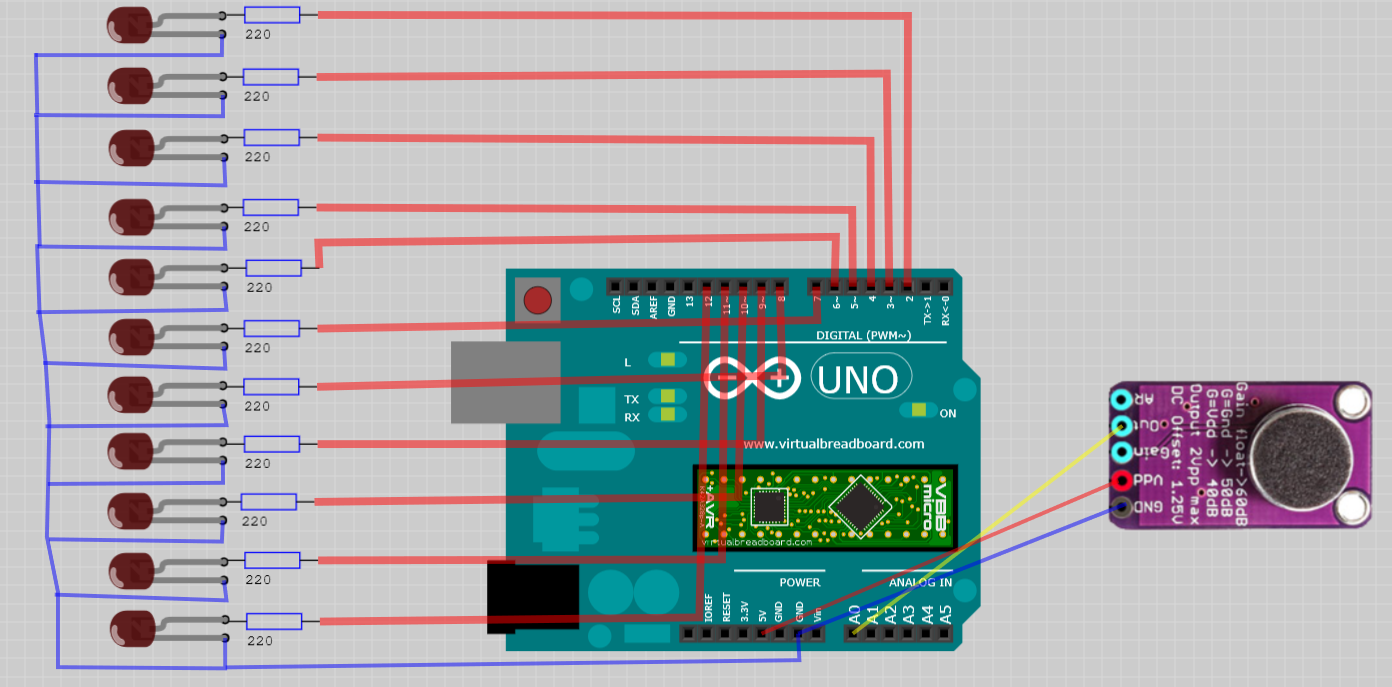 220
220
220
220
220
220
220
220
220
220
220
SCL
SDA
AREF
GND
13
12
11~
10~
9~
8
7
6~
5~
4
3~
2
TX->1
RX<-0
DIGITAL (PWM~)
L
TX
RX
UNO
ON
www.virtualbreadboard.com
AVR
VBB
micro
virtualbreadboard.com
POWER
ANALOG IN
IOREF
RESET
3.3V
5V
GND
GND
Vin
A0
A1
A2
A3
A4
A5
AR
Out
Gain
Vdd
GND
Gain float->60dB
G=Gnd -> 50dB
G=Vdd -> 40dB
Output 2Vpp max
DC Offset: 1.25V